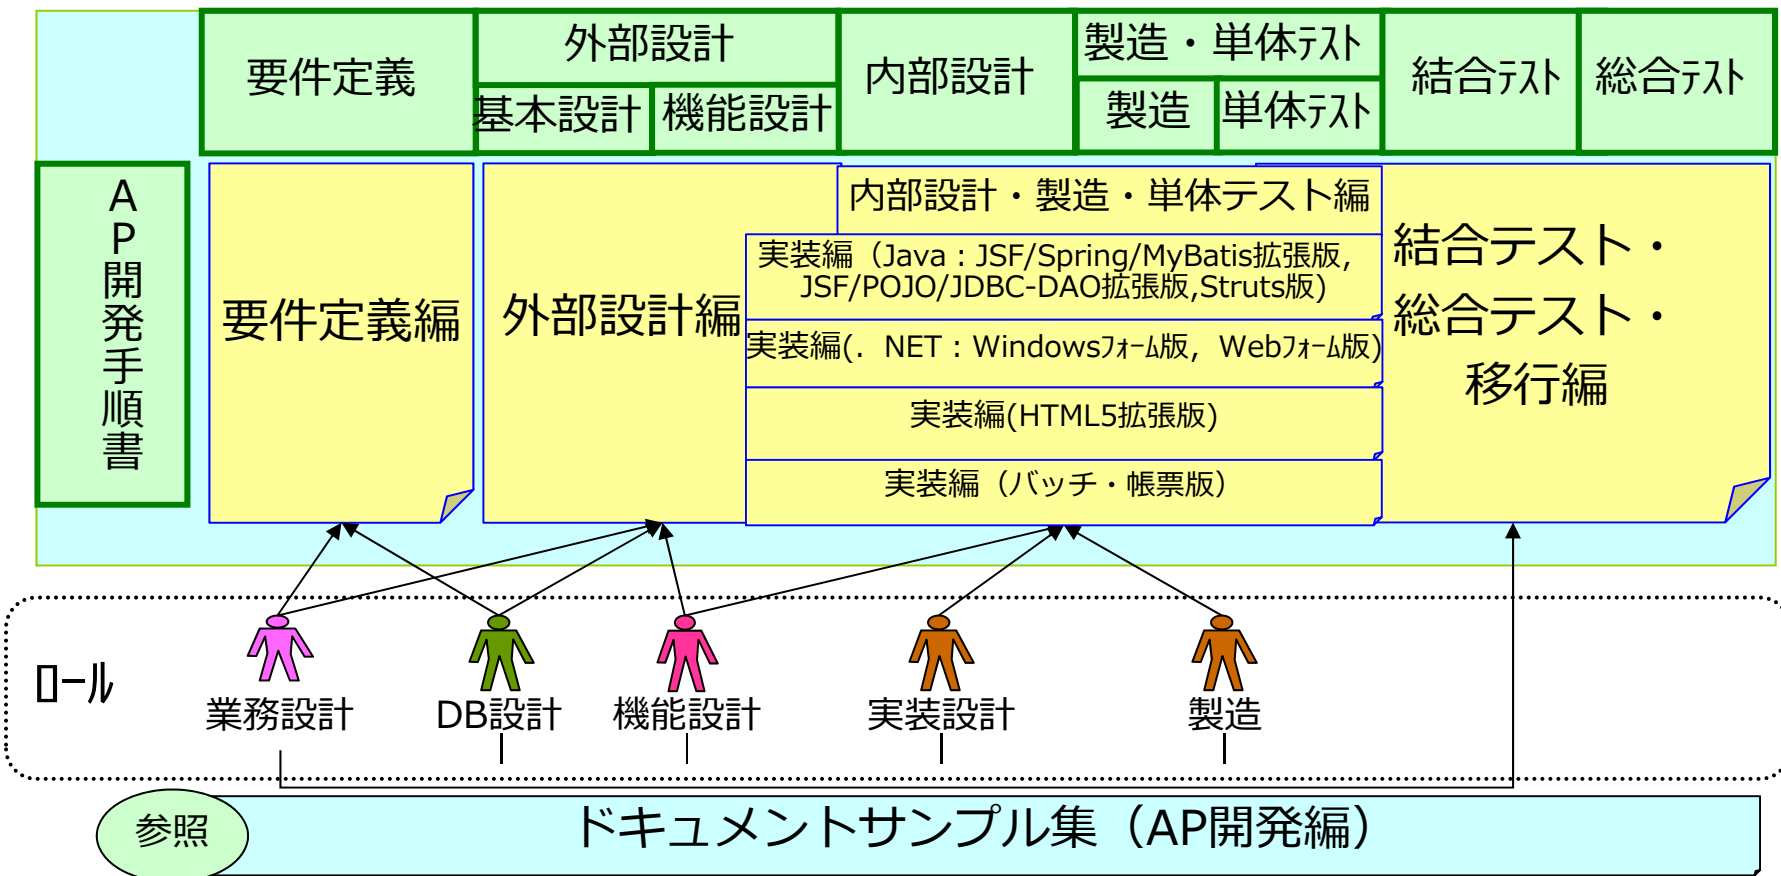 要件定義
外部設計
基本設計
機能設計
内部設計
製造・単体ﾃｽﾄ
製造
単体ﾃｽﾄ
結合ﾃｽﾄ
総合ﾃｽﾄ
AP開発手順書
要件定義編
外部設計編
内部設計・製造・単体テスト編
実装編（Java：JSF/Spring/MyBatis拡張版,
JSF/POJO/JDBC-DAO拡張版,Struts版)
実装編(．NET：Windowsﾌｫｰﾑ版，Webﾌｫｰﾑ版)
実装編(HTML5拡張版)
実装編（バッチ・帳票版）
結合テスト・
総合テスト・
移行編
ﾛｰﾙ
業務設計
DB設計
機能設計
実装設計
製造
参照
ドキュメントサンプル集（AP開発編）